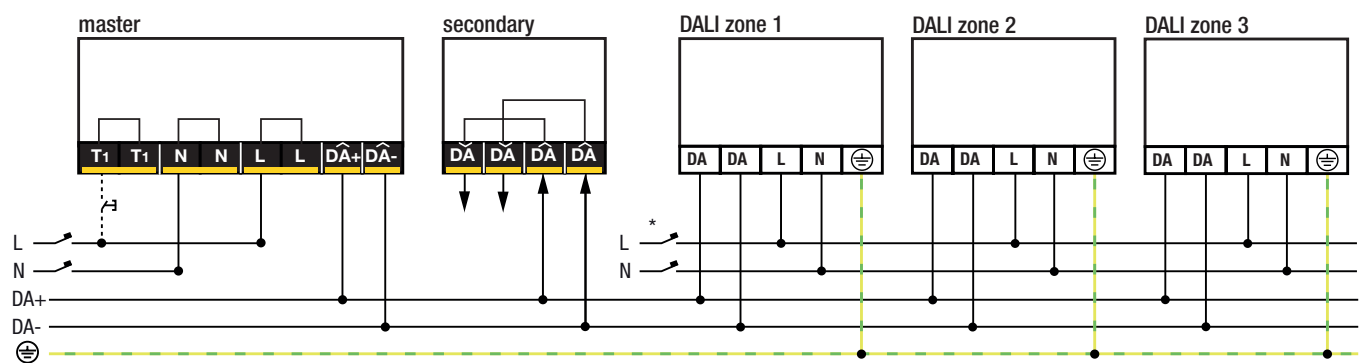 master secondary DALI zone 1 DALI zone 2 DALI zone 3
T1 T1 N N L L DA+ DA- DA DA DA DA DA DA L N DA DA L N DA DA L N
*
L L
N N
DA+
DA-